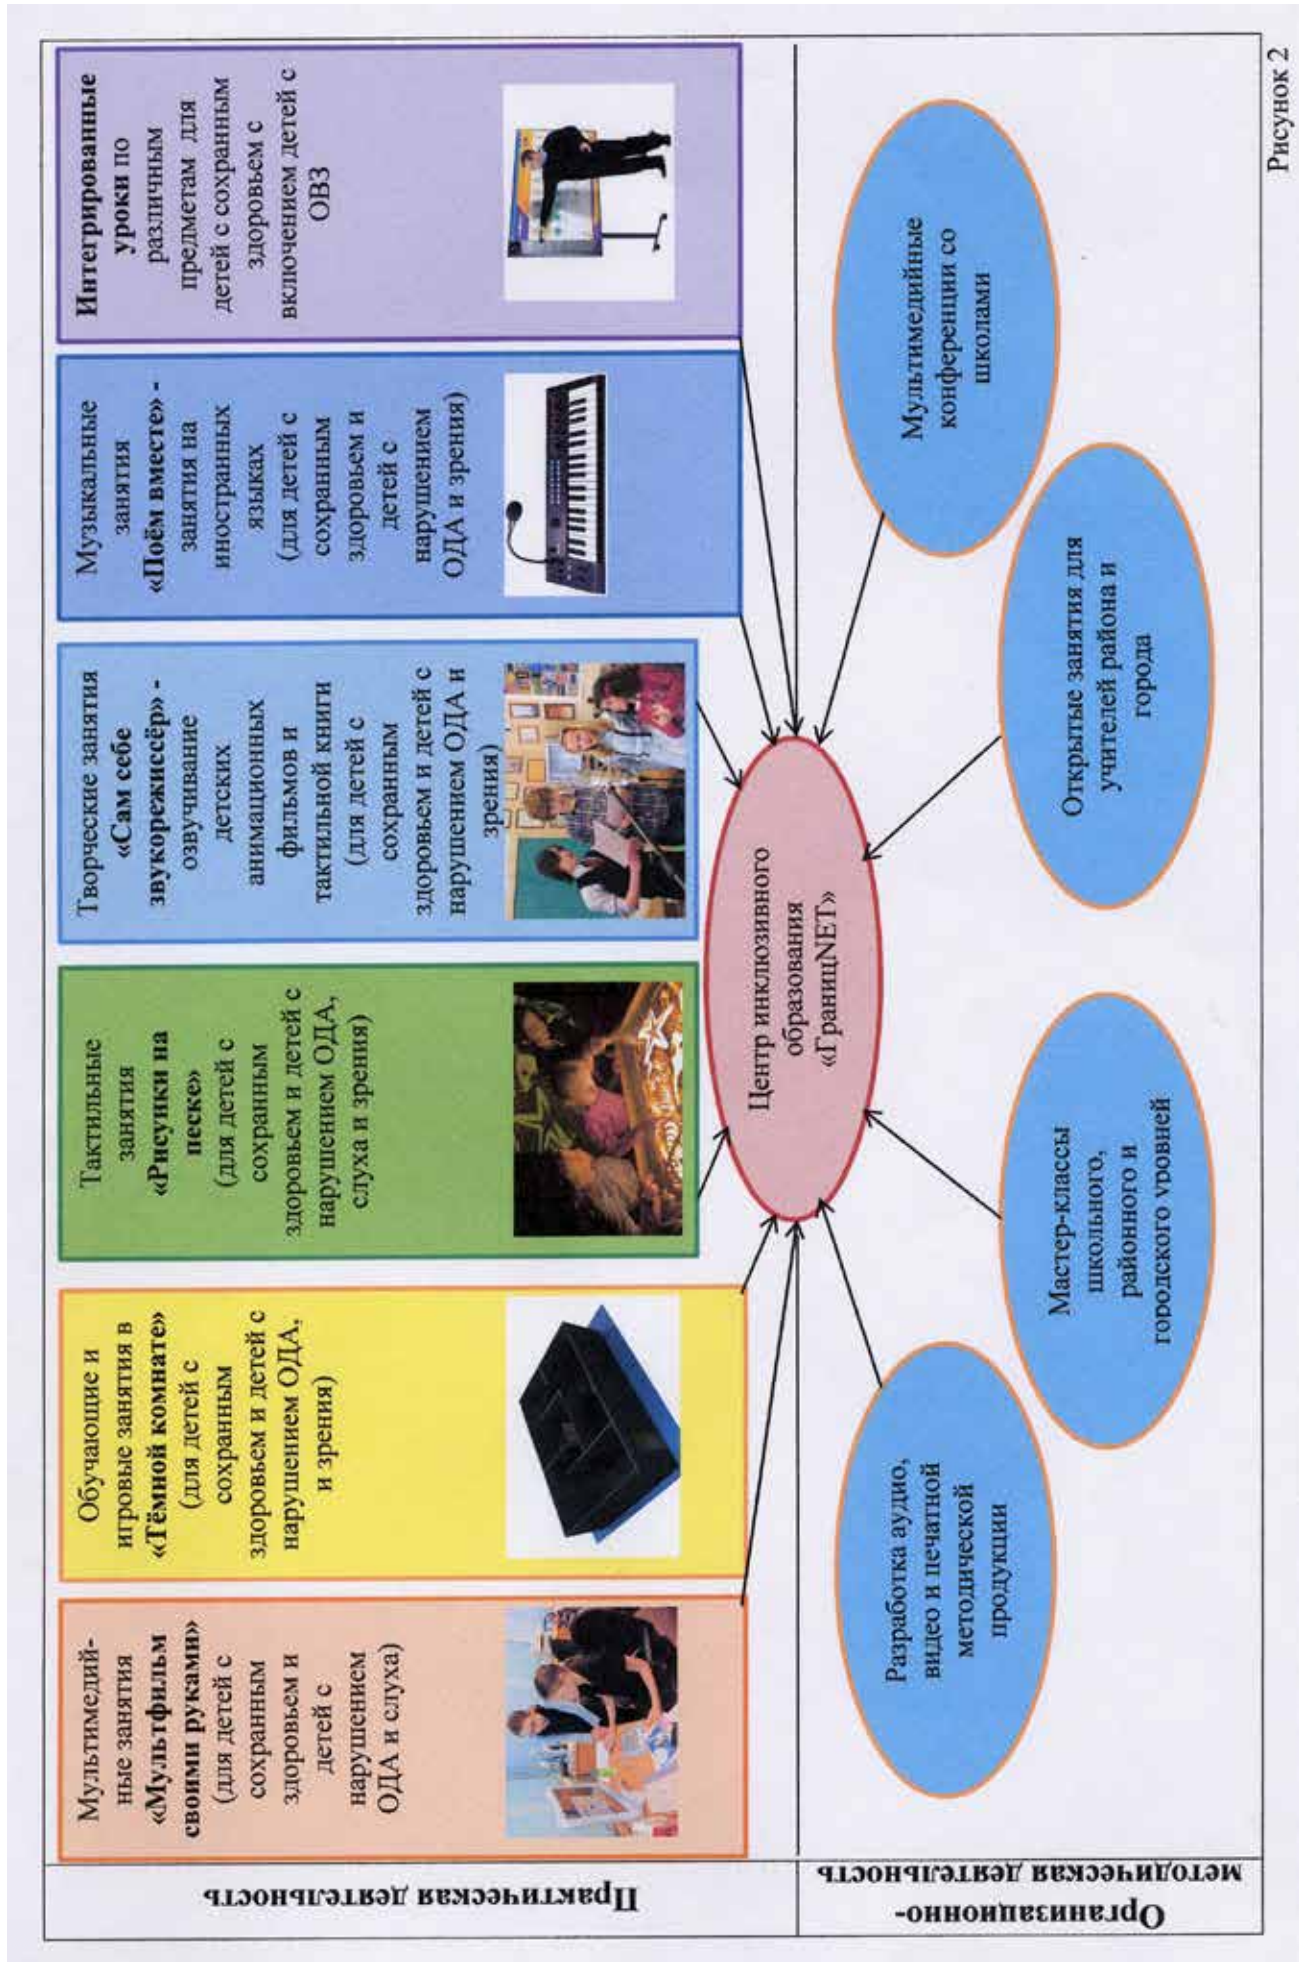 Практическая деятельность
Мультимедий-
ные занятия
«Мультфильм
своими руками»
(для детей с
сохранным
здоровьем и
детей с
нарушением
ОДА и слуха)
Обучающие и
игровые занятия в
«Тёмной комнате»
(для детей с
сохранным
здоровьем и детей с
нарушением ОДА,
и зрения)
Тактильные
занятия
«Рисунки на
песке»
(для детей с
сохранным
здоровьем и детей с
нарушением ОДА,
слуха и зрения)
Творческие занятия
«Сам себе
звукорежиссёр» -
озвучивание
детских
анимационных
фильмов и
тактильной книги
(для детей с
сохранным
здоровьем и детей с
нарушением ОДА и
зрения)
Музыкальные
занятия
«Поём вместе» -
занятия на
иностранных
языках
(для детей с
сохранным
здоровьем и
детей с
нарушением
ОДА и зрения)
Интегрированные
уроки по
различным
предметам для
детей с сохранным
здоровьем с
включением детей с
ОВЗ
Центр инклюзивного
образования
«ГраницNET»
Организационно-
методическая деятельность
Разработка аудио,
видео и печатной
методической
продукции
Мастер-классы
школьного,
районного и
городского уровней
Открытые занятия для
учителей района и
города
Мультимедийные
конференции со
школами
Рисунок 2